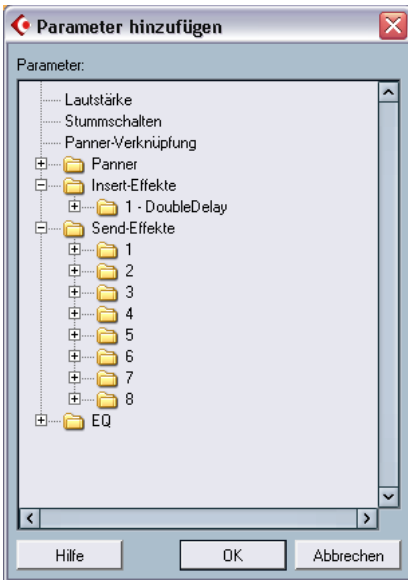 Parameter hinzufügen
Parameter:
Lautstärke
Stummschalten
Panner-Verknüpfung
Panner
Insert-Effekte
1 - DoubleDelay
Send-Effekte
1
2
3
4
5
6
7
8
EQ
Hilfe OK Abbrechen